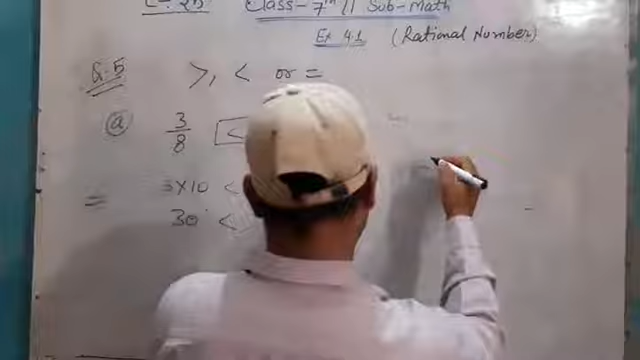 Class-7th // Sub-Math
Ex 4.1 (Rational Number)
Q.5 >, < or =
(a) 3/8 <
= 3×10 <
30 <